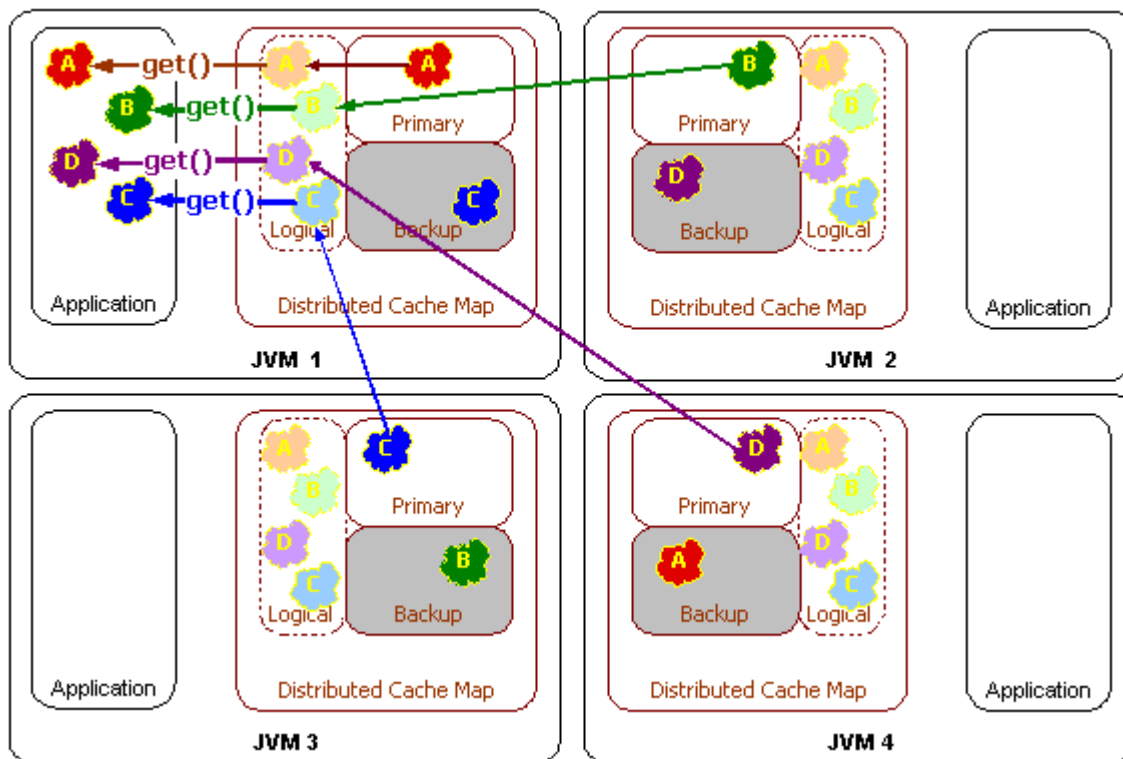 A get() A A
B get() B
Primary
D get() D
C get() C C
Logical Backup
Application
Distributed Cache Map
JVM 1
B A
B
Primary
D D
C
Backup Logical
Distributed Cache Map
Application
JVM 2
A C
B
Primary
D B
C
Logical Backup
Application
Distributed Cache Map
JVM 3
D A
B
Primary
A D
C
Backup Logical
Distributed Cache Map
Application
JVM 4